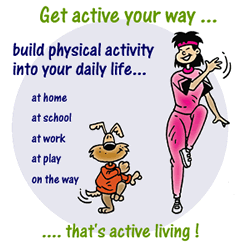 Get active your way ...
build physical activity
into your daily life...
at home
at school
at work
at play
on the way
.... that's active living !